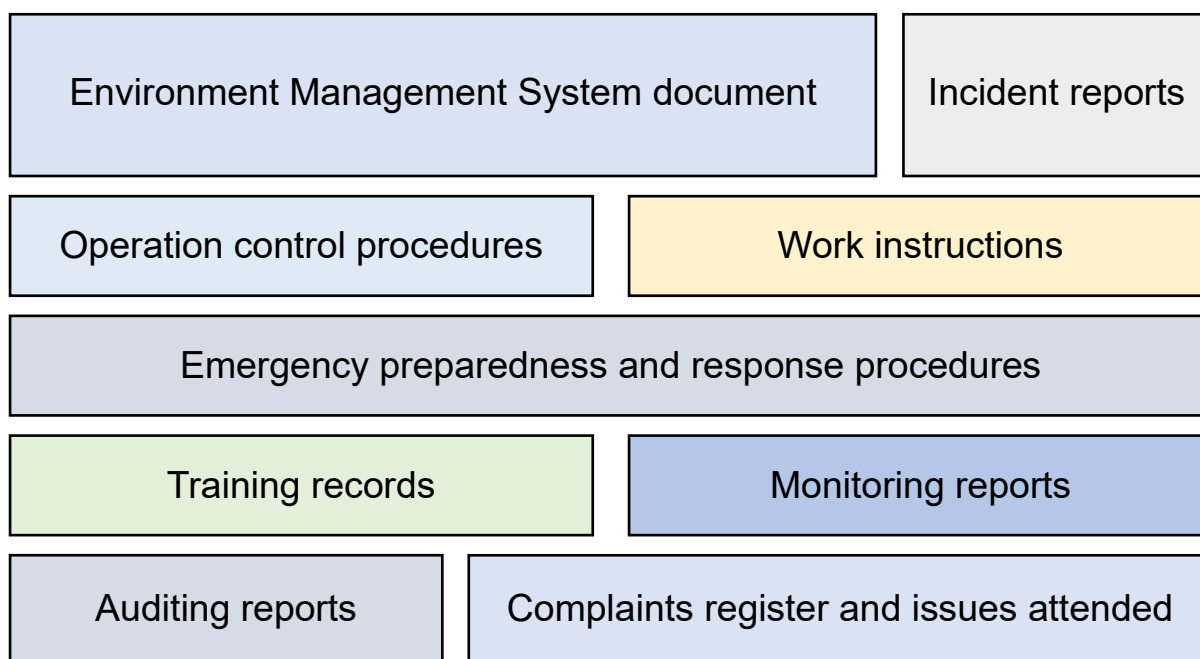 Environment Management System document
Incident reports
Operation control procedures
Work instructions
Emergency preparedness and response procedures
Training records
Monitoring reports
Auditing reports
Complaints register and issues attended